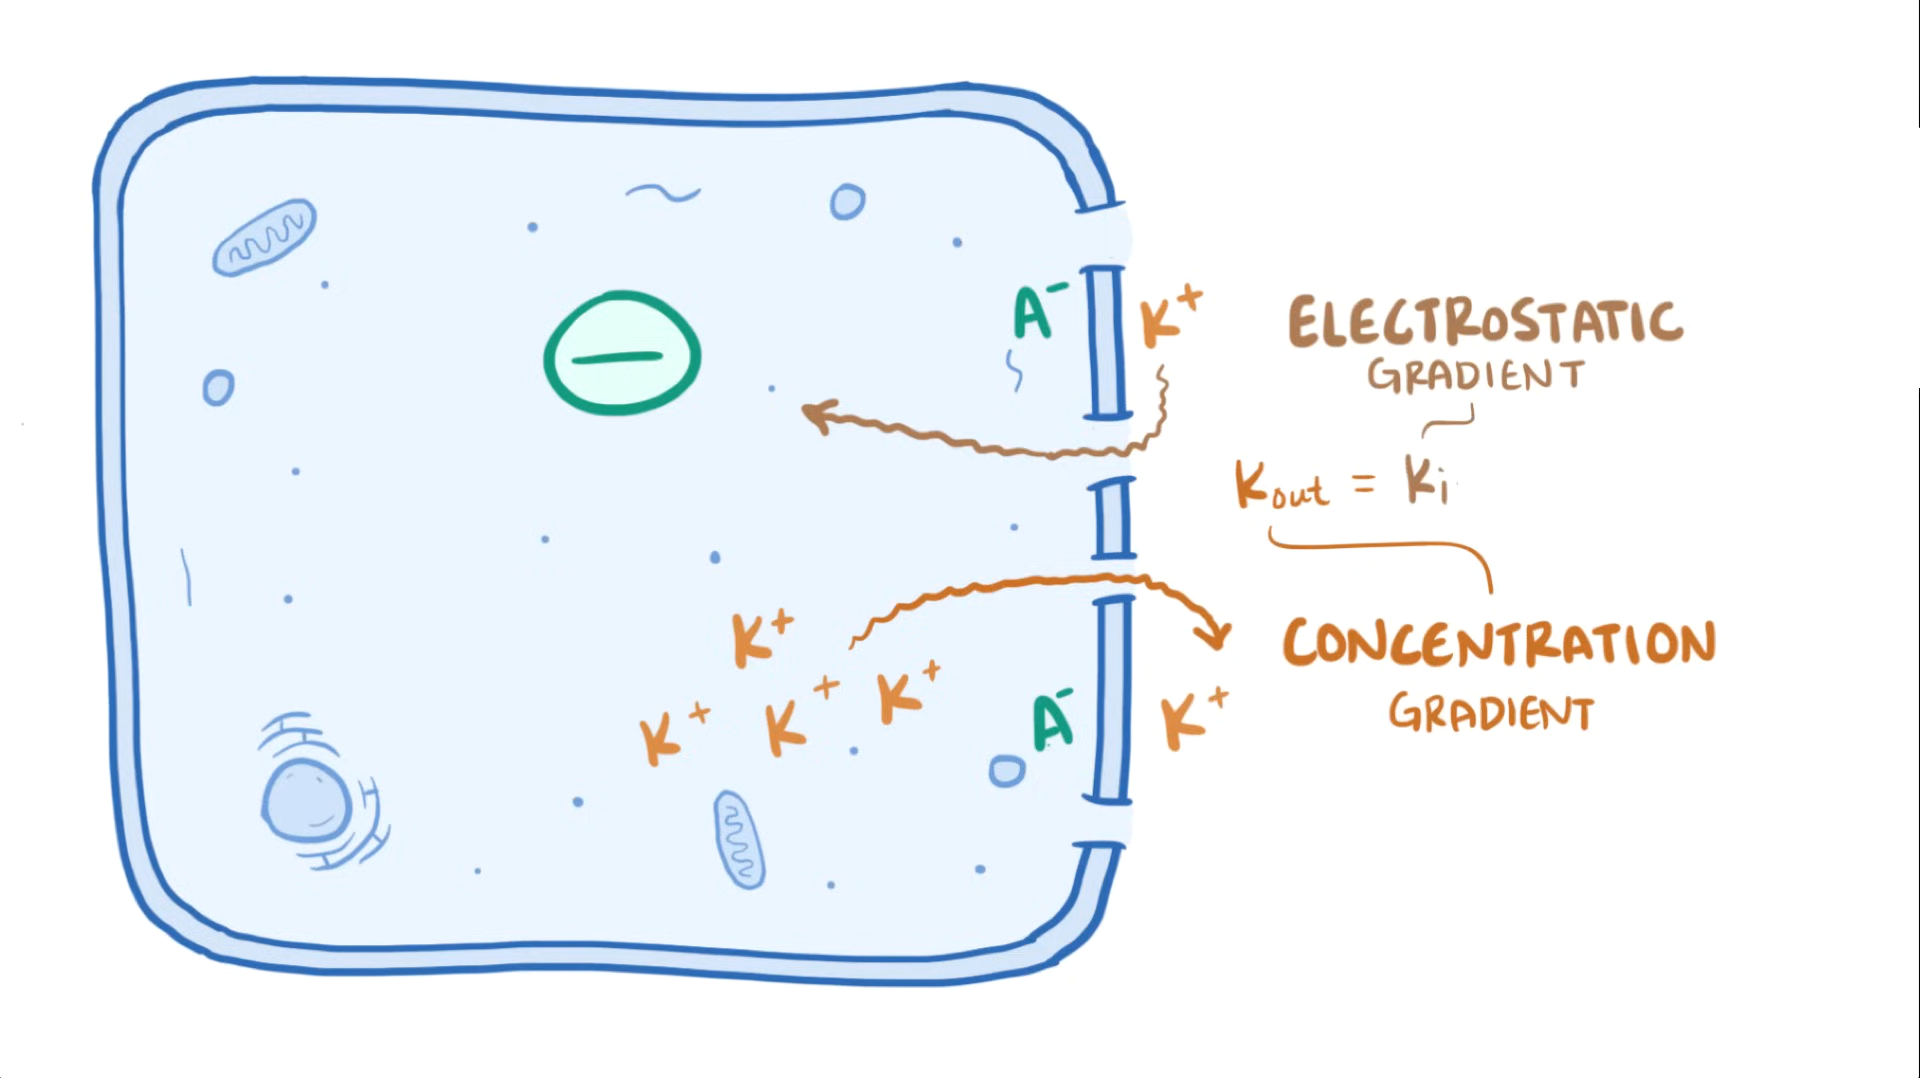 A⁻
K⁺
ELECTROSTATIC
GRADIENT
Kout = Ki
K⁺
K⁺ K⁺ K⁺
A⁻
K⁺
CONCENTRATION
GRADIENT